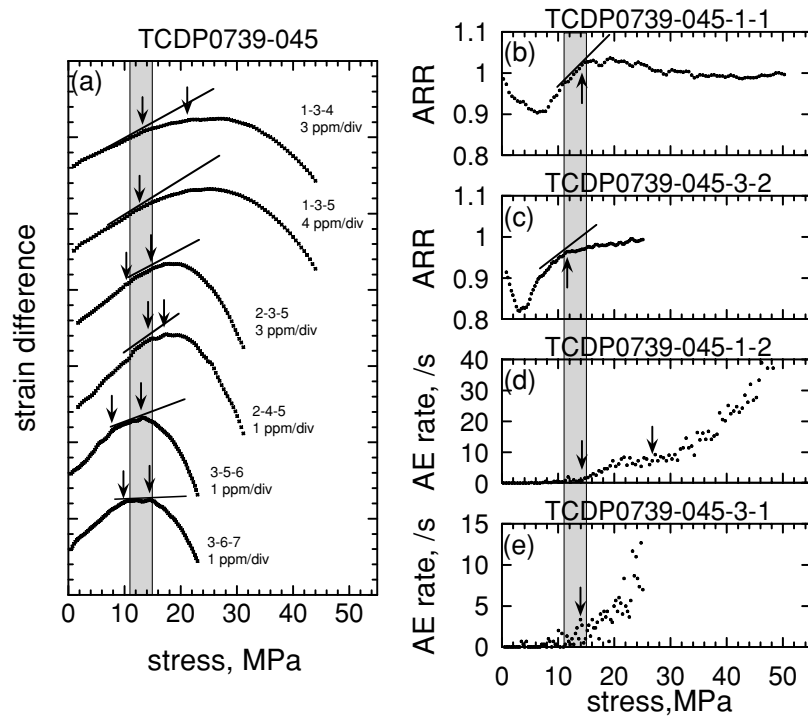 TCDP0739-045
(a)
strain difference
1-3-4
3 ppm/div
1-3-5
4 ppm/div
2-3-5
3 ppm/div
2-4-5
1 ppm/div
3-5-6
1 ppm/div
3-6-7
1 ppm/div
0 10 20 30 40 50
stress, MPa
TCDP0739-045-1-1
(b)
ARR
1.1
1
0.9
0.8
TCDP0739-045-3-2
(c)
ARR
1
0.9
0.8
TCDP0739-045-1-2
(d)
AE rate, /s
40
30
20
10
0
TCDP0739-045-3-1
(e)
AE rate, /s
15
10
5
0
0 10 20 30 40 50
stress,MPa